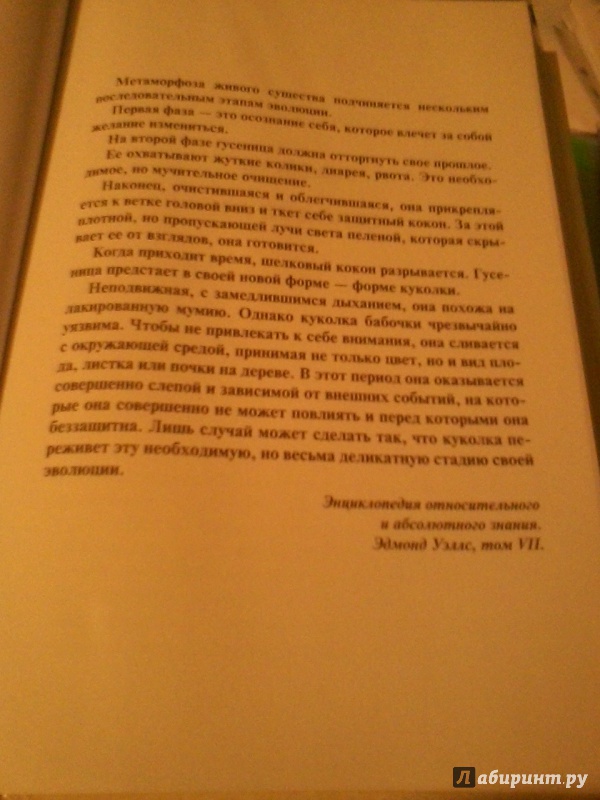 Метаморфоза живого существа подчиняется нескольким
последовательным этапам эволюции.
Первая фаза — это осознание себя, которое влечет за собой
желание измениться.
На второй фазе гусеница должна отторгнуть свое прошлое.
Ее охватывают жуткие колики, диарея, рвота. Это необхо-
димое, но мучительное очищение.
Наконец, очистившаяся и облегчившаяся, она прикрепля-
ется к ветке головой вниз и ткет себе защитный кокон. За этой
плотной, но пропускающей лучи света пеленой, которая скры-
вает ее от взглядов, она готовится.
Когда приходит время, шелковый кокон разрывается. Гусе-
ница предстает в своей новой форме — форме куколки.
Неподвижная, с замедлившимся дыханием, она похожа на
лакированную мумию. Однако куколка бабочки чрезвычайно
уязвима. Чтобы не привлекать к себе внимания, она сливается
с окружающей средой, принимая не только цвет, но и вид пло-
да, листка или почки на дереве. В этот период она оказывается
совершенно слепой и зависимой от внешних событий, на кото-
рые она совершенно не может повлиять и перед которыми она
беззащитна. Лишь случай может сделать так, что куколка пе-
реживет эту необходимую, но весьма деликатную стадию своей
эволюции.
Энциклопедия относительного
и абсолютного знания.
Эдмонд Уэллс, том VII.
Лабиринт.ру